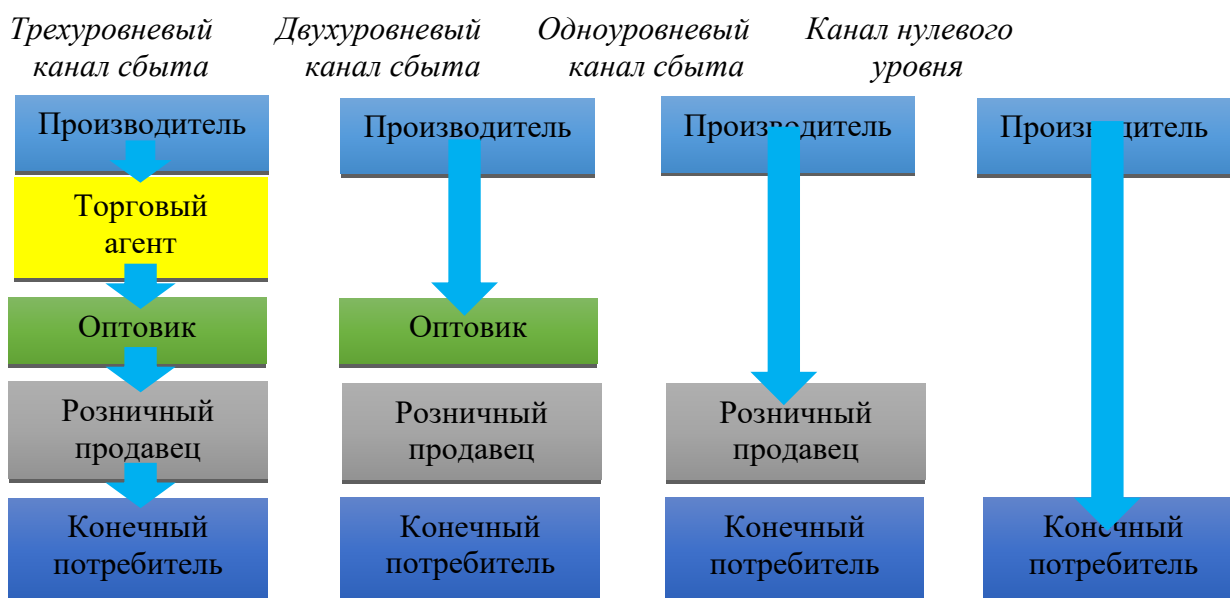 Трехуровневый
канал сбыта
Двухуровневый
канал сбыта
Одноуровневый
канал сбыта
Канал нулевого
уровня
Производитель
Торговый
агент
Оптовик
Розничный
продавец
Конечный
потребитель
Производитель
Оптовик
Розничный
продавец
Конечный
потребитель
Производитель
Розничный
продавец
Конечный
потребитель
Производитель
Конечный
потребитель